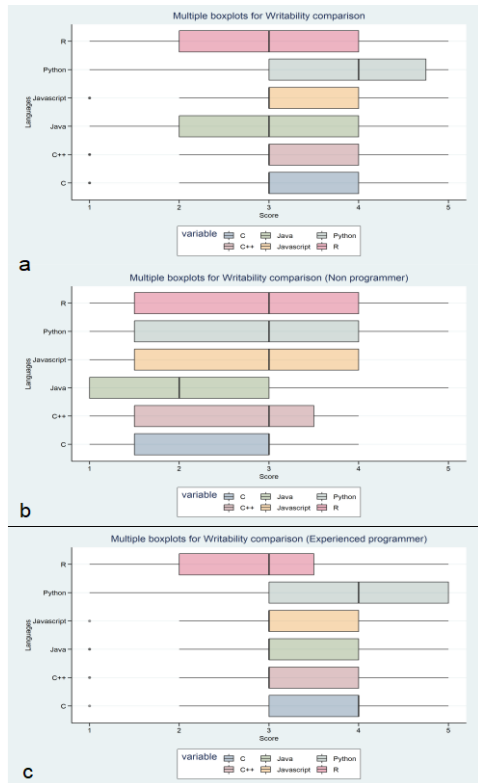 Multiple boxplots for Writability comparison
R
Python
Javascript
Java
C++
C
Languages
1 2 3 4 5
Score
variable C Java Python
C++ Javascript R
a
Multiple boxplots for Writability comparison (Non programmer)
R
Python
Javascript
Java
C++
C
Languages
1 2 3 4 5
Score
variable C Java Python
C++ Javascript R
b
Multiple boxplots for Writability comparison (Experienced programmer)
R
Python
Javascript
Java
C++
C
Languages
1 2 3 4 5
Score
variable C Java Python
C++ Javascript R
c